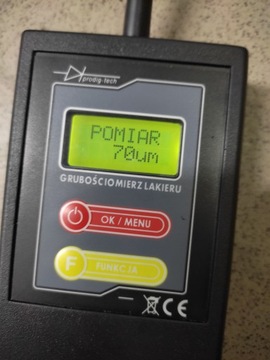 prodig-tech
POMIAR
70um
GRUBOŚCIOMIERZ LAKIERU
OK / MENU
F
FUNKCJA
CE